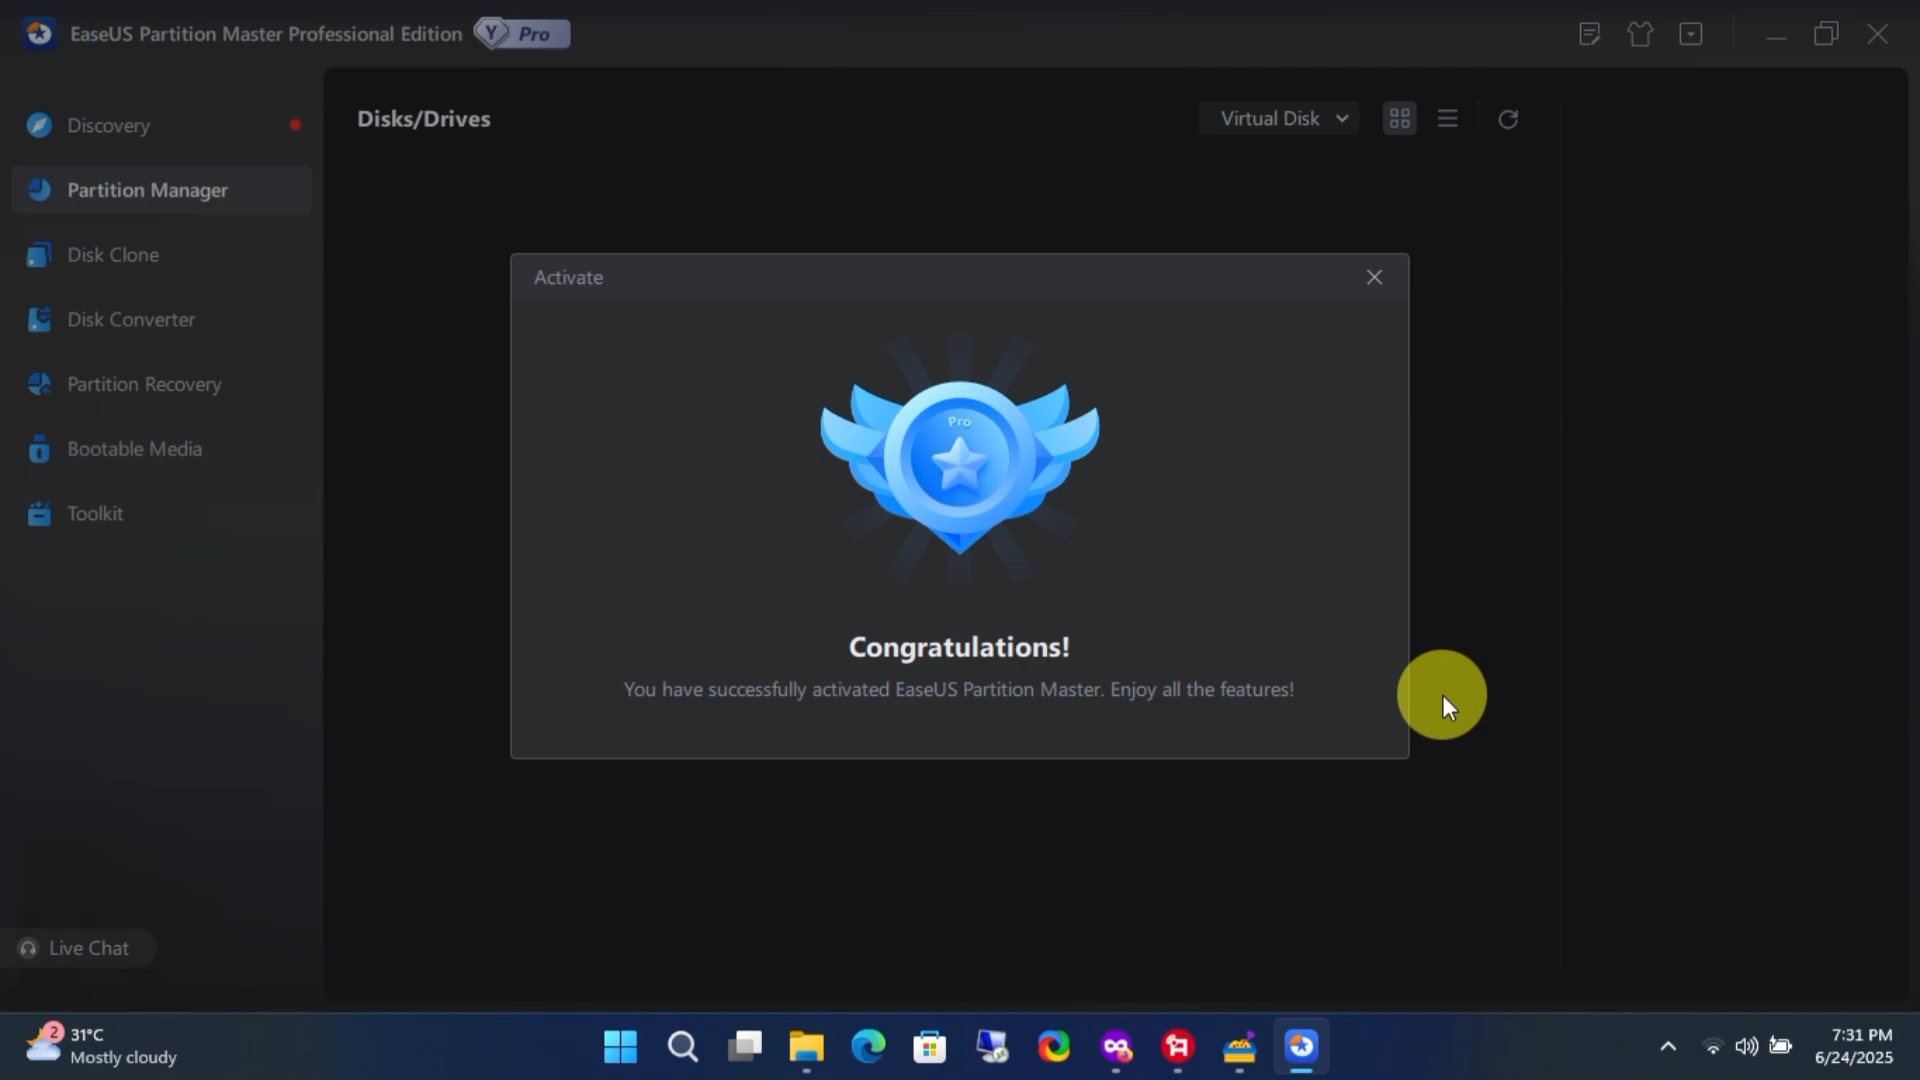 EaseUS Partition Master Professional Edition
Y Pro
Discovery
Partition Manager
Disk Clone
Disk Converter
Partition Recovery
Bootable Media
Toolkit
Live Chat
Disks/Drives
Virtual Disk
Activate
Pro
Congratulations!
You have successfully activated EaseUS Partition Master. Enjoy all the features!
2
31°C
Mostly cloudy
7:31 PM
6/24/2025